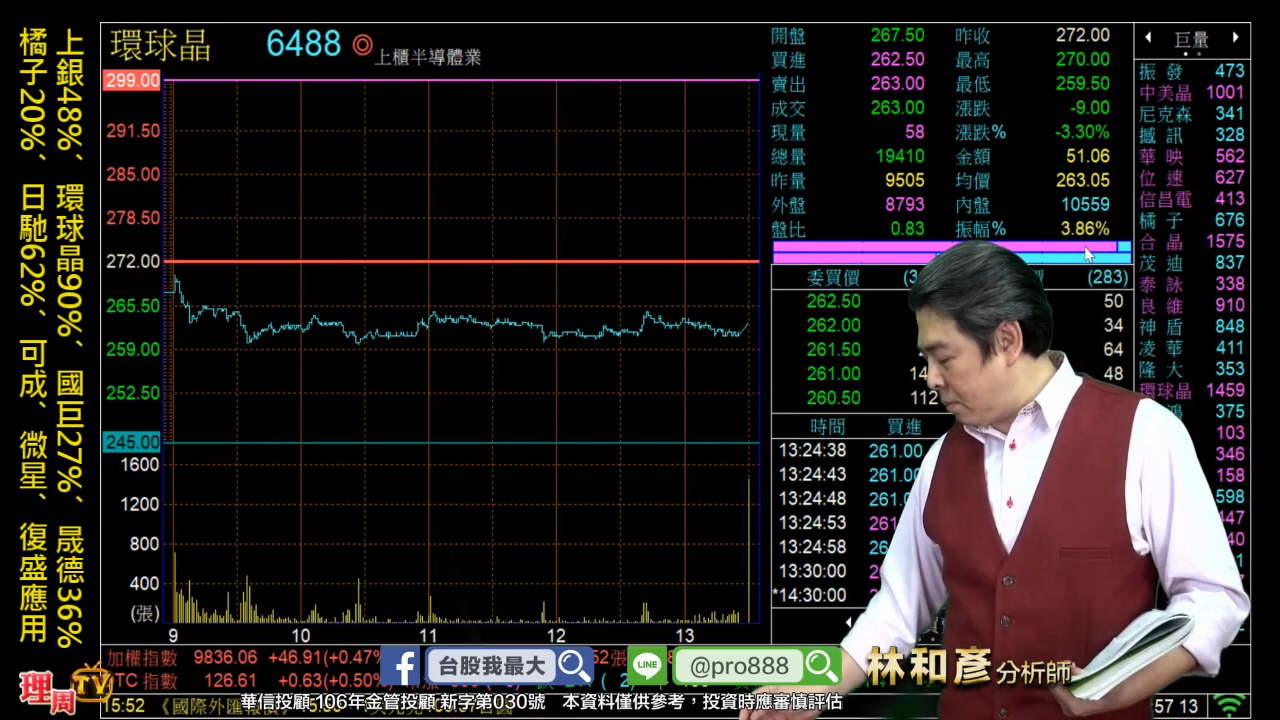 上銀48%、環球晶90%、國巨27%、晟德36%
橘子20%、日馳62%、可成、微星、復盛應用
環球晶 6488 ◎ 上櫃半導體業
299.00
291.50
285.00
278.50
272.00
265.50
259.00
252.50
245.00
1600
1200
800
400
(張)
9 10 11 12 13
開盤 267.50 昨收 272.00
買進 262.50 最高 270.00
賣出 263.00 最低 259.50
成交 263.00 漲跌 -9.00
現量 58 漲跌% -3.30%
總量 19410 金額 51.06
昨量 9505 均價 263.05
外盤 8793 內盤 10559
盤比 0.83 振幅% 3.86%
委買價 (283)
262.50 50
262.00 34
261.50 64
261.00 48
260.50 112
時間 買進
13:24:38 261.00
13:24:43
13:24:48
13:24:53
13:24:58
13:30:00
*14:30:00
巨量
振發 473
中美晶 1001
尼克森 341
撼訊 328
華映 562
位速 627
信昌電 413
橘子 676
合晶 1575
茂迪 837
泰詠 338
良維 910
神盾 848
凌華 411
隆大 353
環球晶 1459
375
103
346
158
598
加權指數 9836.06 +46.91(+0.47%
OTC指數 126.61 +0.63(+0.50%
台股我最大
LINE @pro888
林和彥 分析師
理周TV
15:52
華信投顧 106年金管投顧 新字第030號 本資料僅供參考，投資時應審慎評估
:57 13